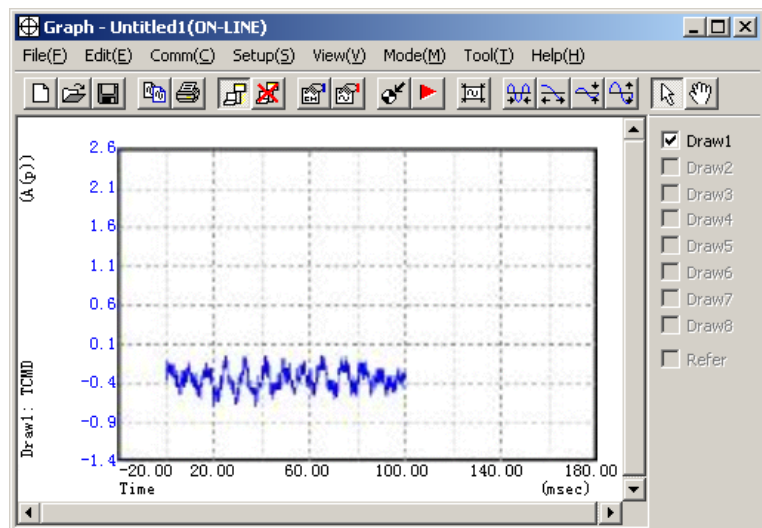 Graph - Untitled1(ON-LINE)
File(F) Edit(E) Comm(C) Setup(S) View(V) Mode(M) Tool(T) Help(H)
(A(p))
Draw1: TCMD
2.6
2.1
1.6
1.1
0.6
0.1
-0.4
-0.9
-1.4
-20.00 20.00 60.00 100.00 140.00 180.00
Time (msec)
Draw1
Draw2
Draw3
Draw4
Draw5
Draw6
Draw7
Draw8
Refer